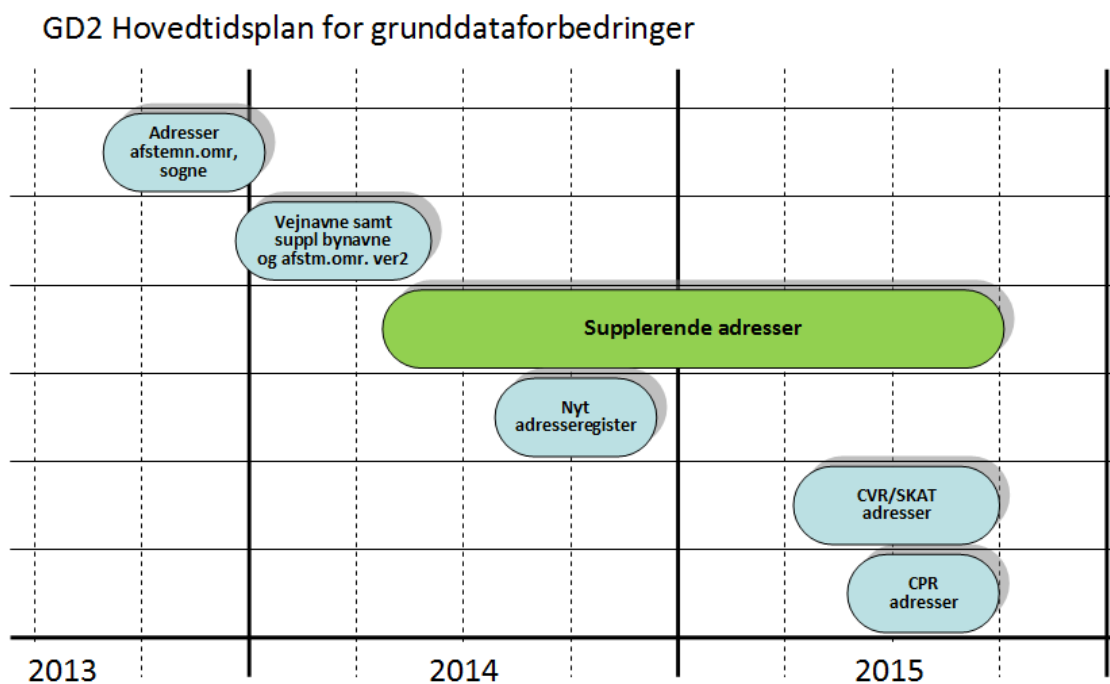 GD2 Hovedtidsplan for grunddataforbedringer
Adresser
afstemn.omr,
sogne
Vejnavne samt
suppl bynavne
og afstm.omr. ver2
Supplerende adresser
Nyt
adresseregister
CVR/SKAT
adresser
CPR
adresser
2013
2014
2015